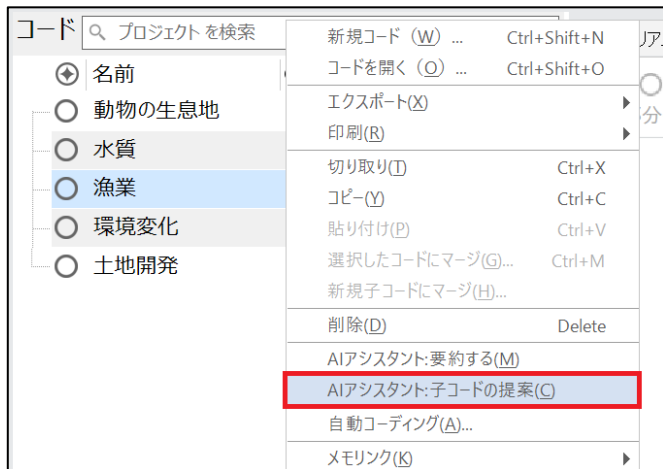 コード
プロジェクト を検索
名前
動物の生息地
水質
漁業
環境変化
土地開発
新規コード（W）... Ctrl+Shift+N
コードを開く（O）... Ctrl+Shift+O
エクスポート(X)
印刷(R)
切り取り(T) Ctrl+X
コピー(Y) Ctrl+C
貼り付け(P) Ctrl+V
選択したコードにマージ(G)... Ctrl+M
新規子コードにマージ(H)...
削除(D) Delete
AIアシスタント:要約する(M)
AIアシスタント:子コードの提案(C)
自動コーディング(A)...
メモリンク(K)
分